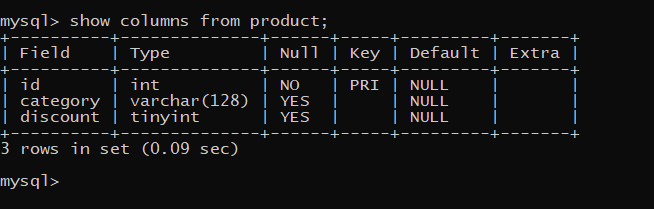 mysql> show columns from product;
+----------+--------------+------+-----+---------+-------+
| Field    | Type         | Null | Key | Default | Extra |
+----------+--------------+------+-----+---------+-------+
| id       | int          | NO   | PRI | NULL    |       |
| category | varchar(128) | YES  |     | NULL    |       |
| discount | tinyint      | YES  |     | NULL    |       |
+----------+--------------+------+-----+---------+-------+
3 rows in set (0.09 sec)
mysql>